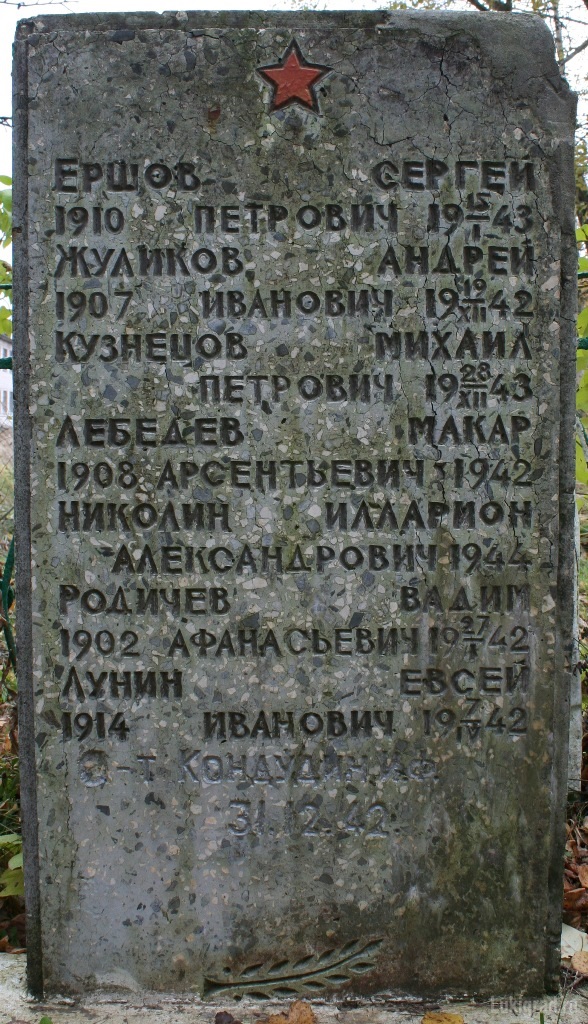 ЕРШОВ СЕРГЕЙ
1910 ПЕТРОВИЧ 19 15/I 43
ЖУЛИКОВ АНДРЕЙ
1907 ИВАНОВИЧ 19 19/XII 42
КУЗНЕЦОВ МИХАИЛ
ПЕТРОВИЧ 19 28/XII 43
ЛЕБЕДЕВ МАКАР
1908 АРСЕНТЬЕВИЧ 1942
НИКОЛИН ИЛЛАРИОН
АЛЕКСАНДРОВИЧ 1944
РОДИЧЕВ ВАДИМ
1902 АФАНАСЬЕВИЧ 19 27/X 42
ЛУНИН ЕВСЕЙ
1914 ИВАНОВИЧ 19 7/IV 42
КОНДУДИН
31.12.42.